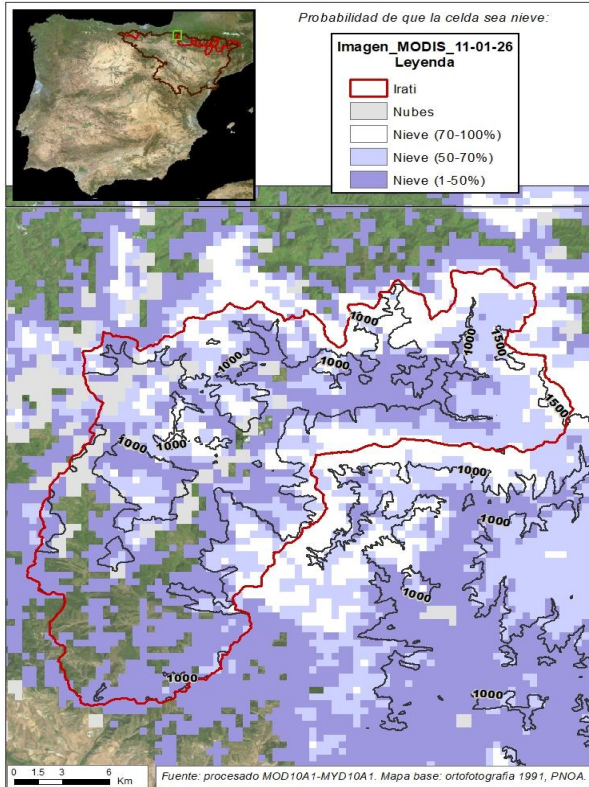 Probabilidad de que la celda sea nieve:
Imagen_MODIS_11-01-26
Leyenda
Irati
Nubes
Nieve (70-100%)
Nieve (50-70%)
Nieve (1-50%)
1000
1000
1500
1000
1000
1500
1000
1000
1000
1000
1000
1000
1000
0 1.5 3 6
Km
Fuente: procesado MOD10A1-MYD10A1. Mapa base: ortofotografia 1991, PNOA.